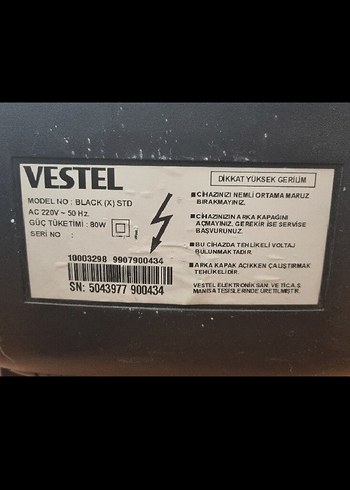 VESTEL
MODEL NO : BLACK (X) STD
AC 220V ~ 50 Hz.
GÜÇ TÜKETİMİ : 80W
SERI NO :
10003298 9907900434
SN: 5043977 900434
DİKKAT YÜKSEK GERİLİM
■ CİHAZINIZI NEMLİ ORTAMA MARUZ
BIRAKMAYINIZ.
■ CİHAZINIZIN ARKA KAPAĞINI
AÇMAYINIZ. GEREKİR İSE SERVİSE
BAŞVURUNUZ.
■ BU CİHAZDA TEHLİKELİ VOLTAJ
BULUNMAKTADIR.
■ ARKA KAPAK AÇIKKEN ÇALIŞTIRMAK
TEHLİKELİDİR.
VESTEL ELEKTRONİK SAN. VE TİC A.Ş.
MANİSA TESİSLERİNDE ÜRETİLMİŞTİR.